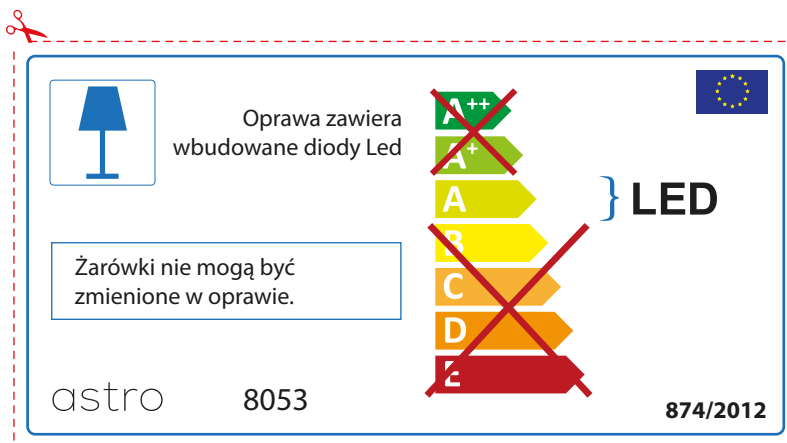 Oprawa zawiera
wbudowane diody Led
A++
A+
A
B
C
D
E
LED
Żarówki nie mogą być
zmienione w oprawie.
astro
8053
874/2012